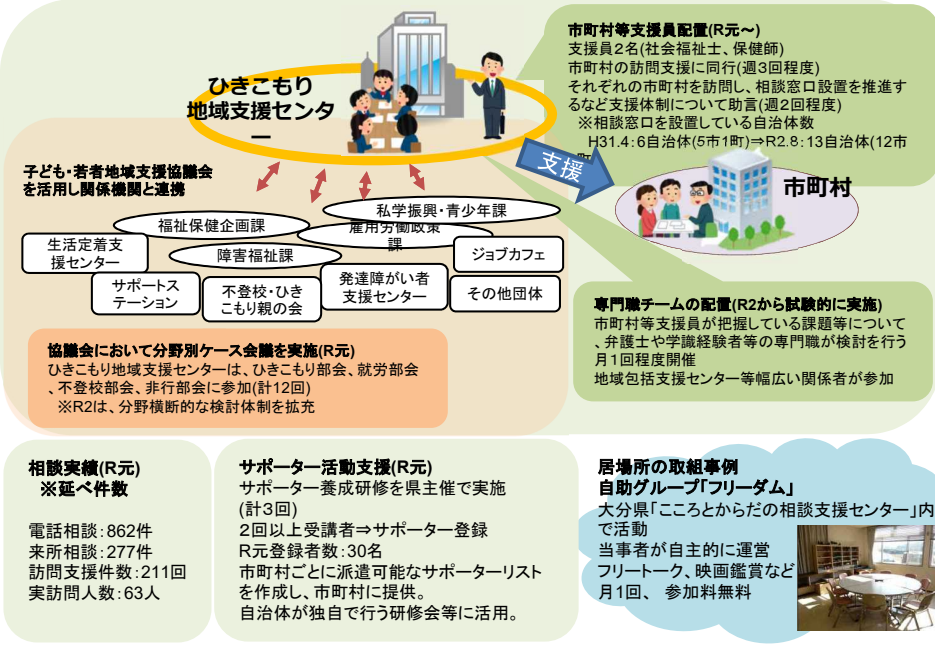 ひきこもり
地域支援センタ
ー
市町村等支援員配置(R元～)
支援員2名(社会福祉士、保健師)
市町村の訪問支援に同行(週3回程度)
それぞれの市町村を訪問し、相談窓口設置を推進す
るなど支援体制について助言(週2回程度)
※相談窓口を設置している自治体数
H31.4:6自治体(5市1町)⇒R2.8:13自治体(12市
支援
市町村
子ども・若者地域支援協議会
を活用し関係機関と連携
私学振興・青少年課
福祉保健企画課
雇用労働政策
課
生活定着支
援センター
障害福祉課
ジョブカフェ
サポートス
テーション
不登校・ひき
こもり親の会
発達障がい者
支援センター
その他団体
専門職チームの配置(R2から試験的に実施)
市町村等支援員が把握している課題等について
、弁護士や学識経験者等の専門職が検討を行う
月1回程度開催
地域包括支援センター等幅広い関係者が参加
協議会において分野別ケース会議を実施(R元)
ひきこもり地域支援センターは、ひきこもり部会、就労部会
、不登校部会、非行部会に参加(計12回)
※R2は、分野横断的な検討体制を拡充
相談実績(R元)
※延べ件数
電話相談:862件
来所相談:277件
訪問支援件数:211回
実訪問人数:63人
サポーター活動支援(R元)
サポーター養成研修を県主催で実施
(計3回)
2回以上受講者⇒サポーター登録
R元登録者数:30名
市町村ごとに派遣可能なサポーターリスト
を作成し、市町村に提供。
自治体が独自で行う研修会等に活用。
居場所の取組事例
自助グループ「フリーダム」
大分県「こころとからだの相談支援センター」内
で活動
当事者が自主的に運営
フリートーク、映画鑑賞など
月1回、 参加料無料